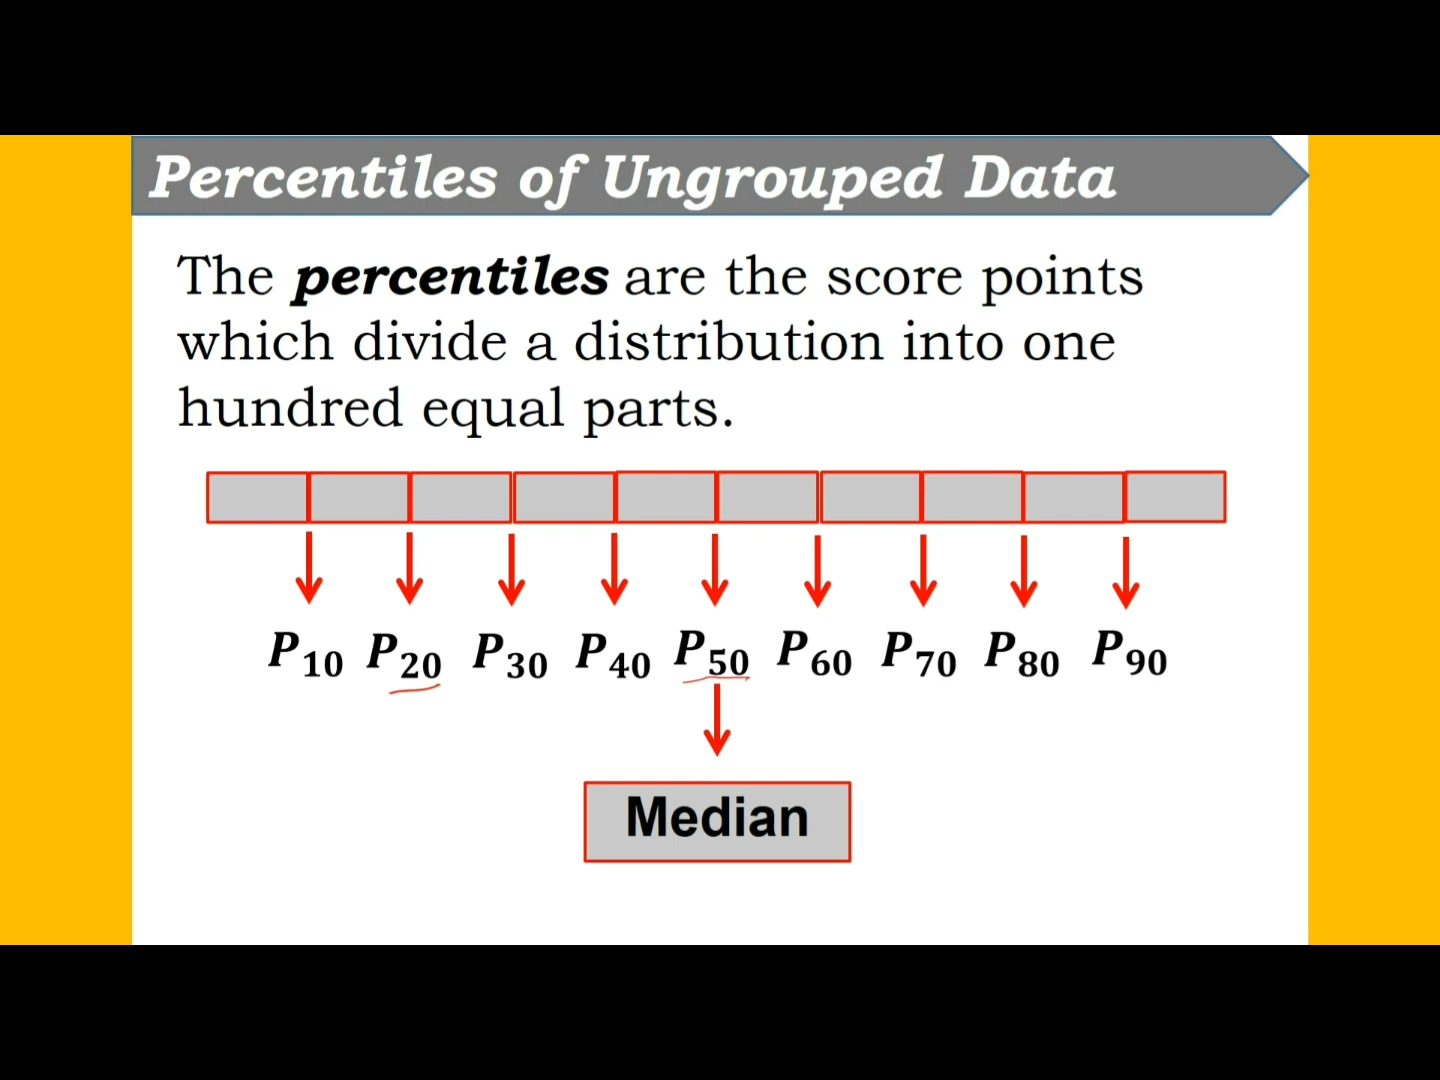 Percentiles of Ungrouped Data
The percentiles are the score points
which divide a distribution into one
hundred equal parts.
P10 P20 P30 P40 P50 P60 P70 P80 P90
Median